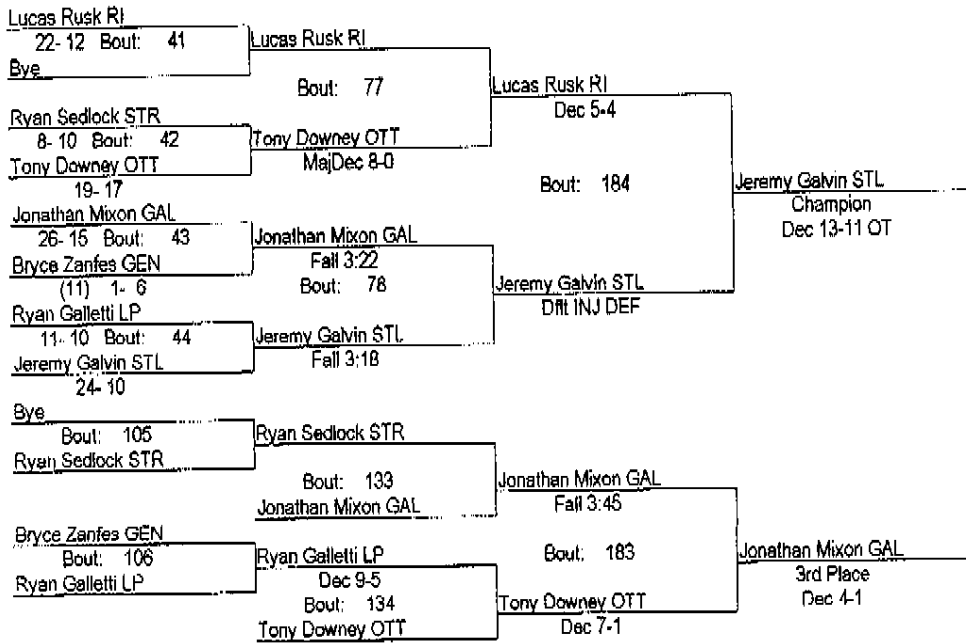 Lucas Rusk RI
22- 12 Bout: 41
Bye
Lucas Rusk RI
Bout: 77
Ryan Sedlock STR
8- 10 Bout: 42
Tony Downey OTT
19- 17
Tony Downey OTT
MajDec 8-0
Lucas Rusk RI
Dec 5-4
Bout: 184
Jonathan Mixon GAL
26- 15 Bout: 43
Bryce Zanfes GEN
(11) 1- 6
Jonathan Mixon GAL
Fall 3:22
Bout: 78
Ryan Galletti LP
11- 10 Bout: 44
Jeremy Galvin STL
24- 10
Jeremy Galvin STL
Fall 3:18
Jeremy Galvin STL
Dflt INJ DEF
Jeremy Galvin STL
Champion
Dec 13-11 OT
Bye
Bout: 105
Ryan Sedlock STR
Ryan Sedlock STR
Bout: 133
Jonathan Mixon GAL
Jonathan Mixon GAL
Fall 3:45
Bout: 183
Bryce Zanfes GEN
Bout: 106
Ryan Galletti LP
Ryan Galletti LP
Dec 9-5
Bout: 134
Tony Downey OTT
Tony Downey OTT
Dec 7-1
Jonathan Mixon GAL
3rd Place
Dec 4-1